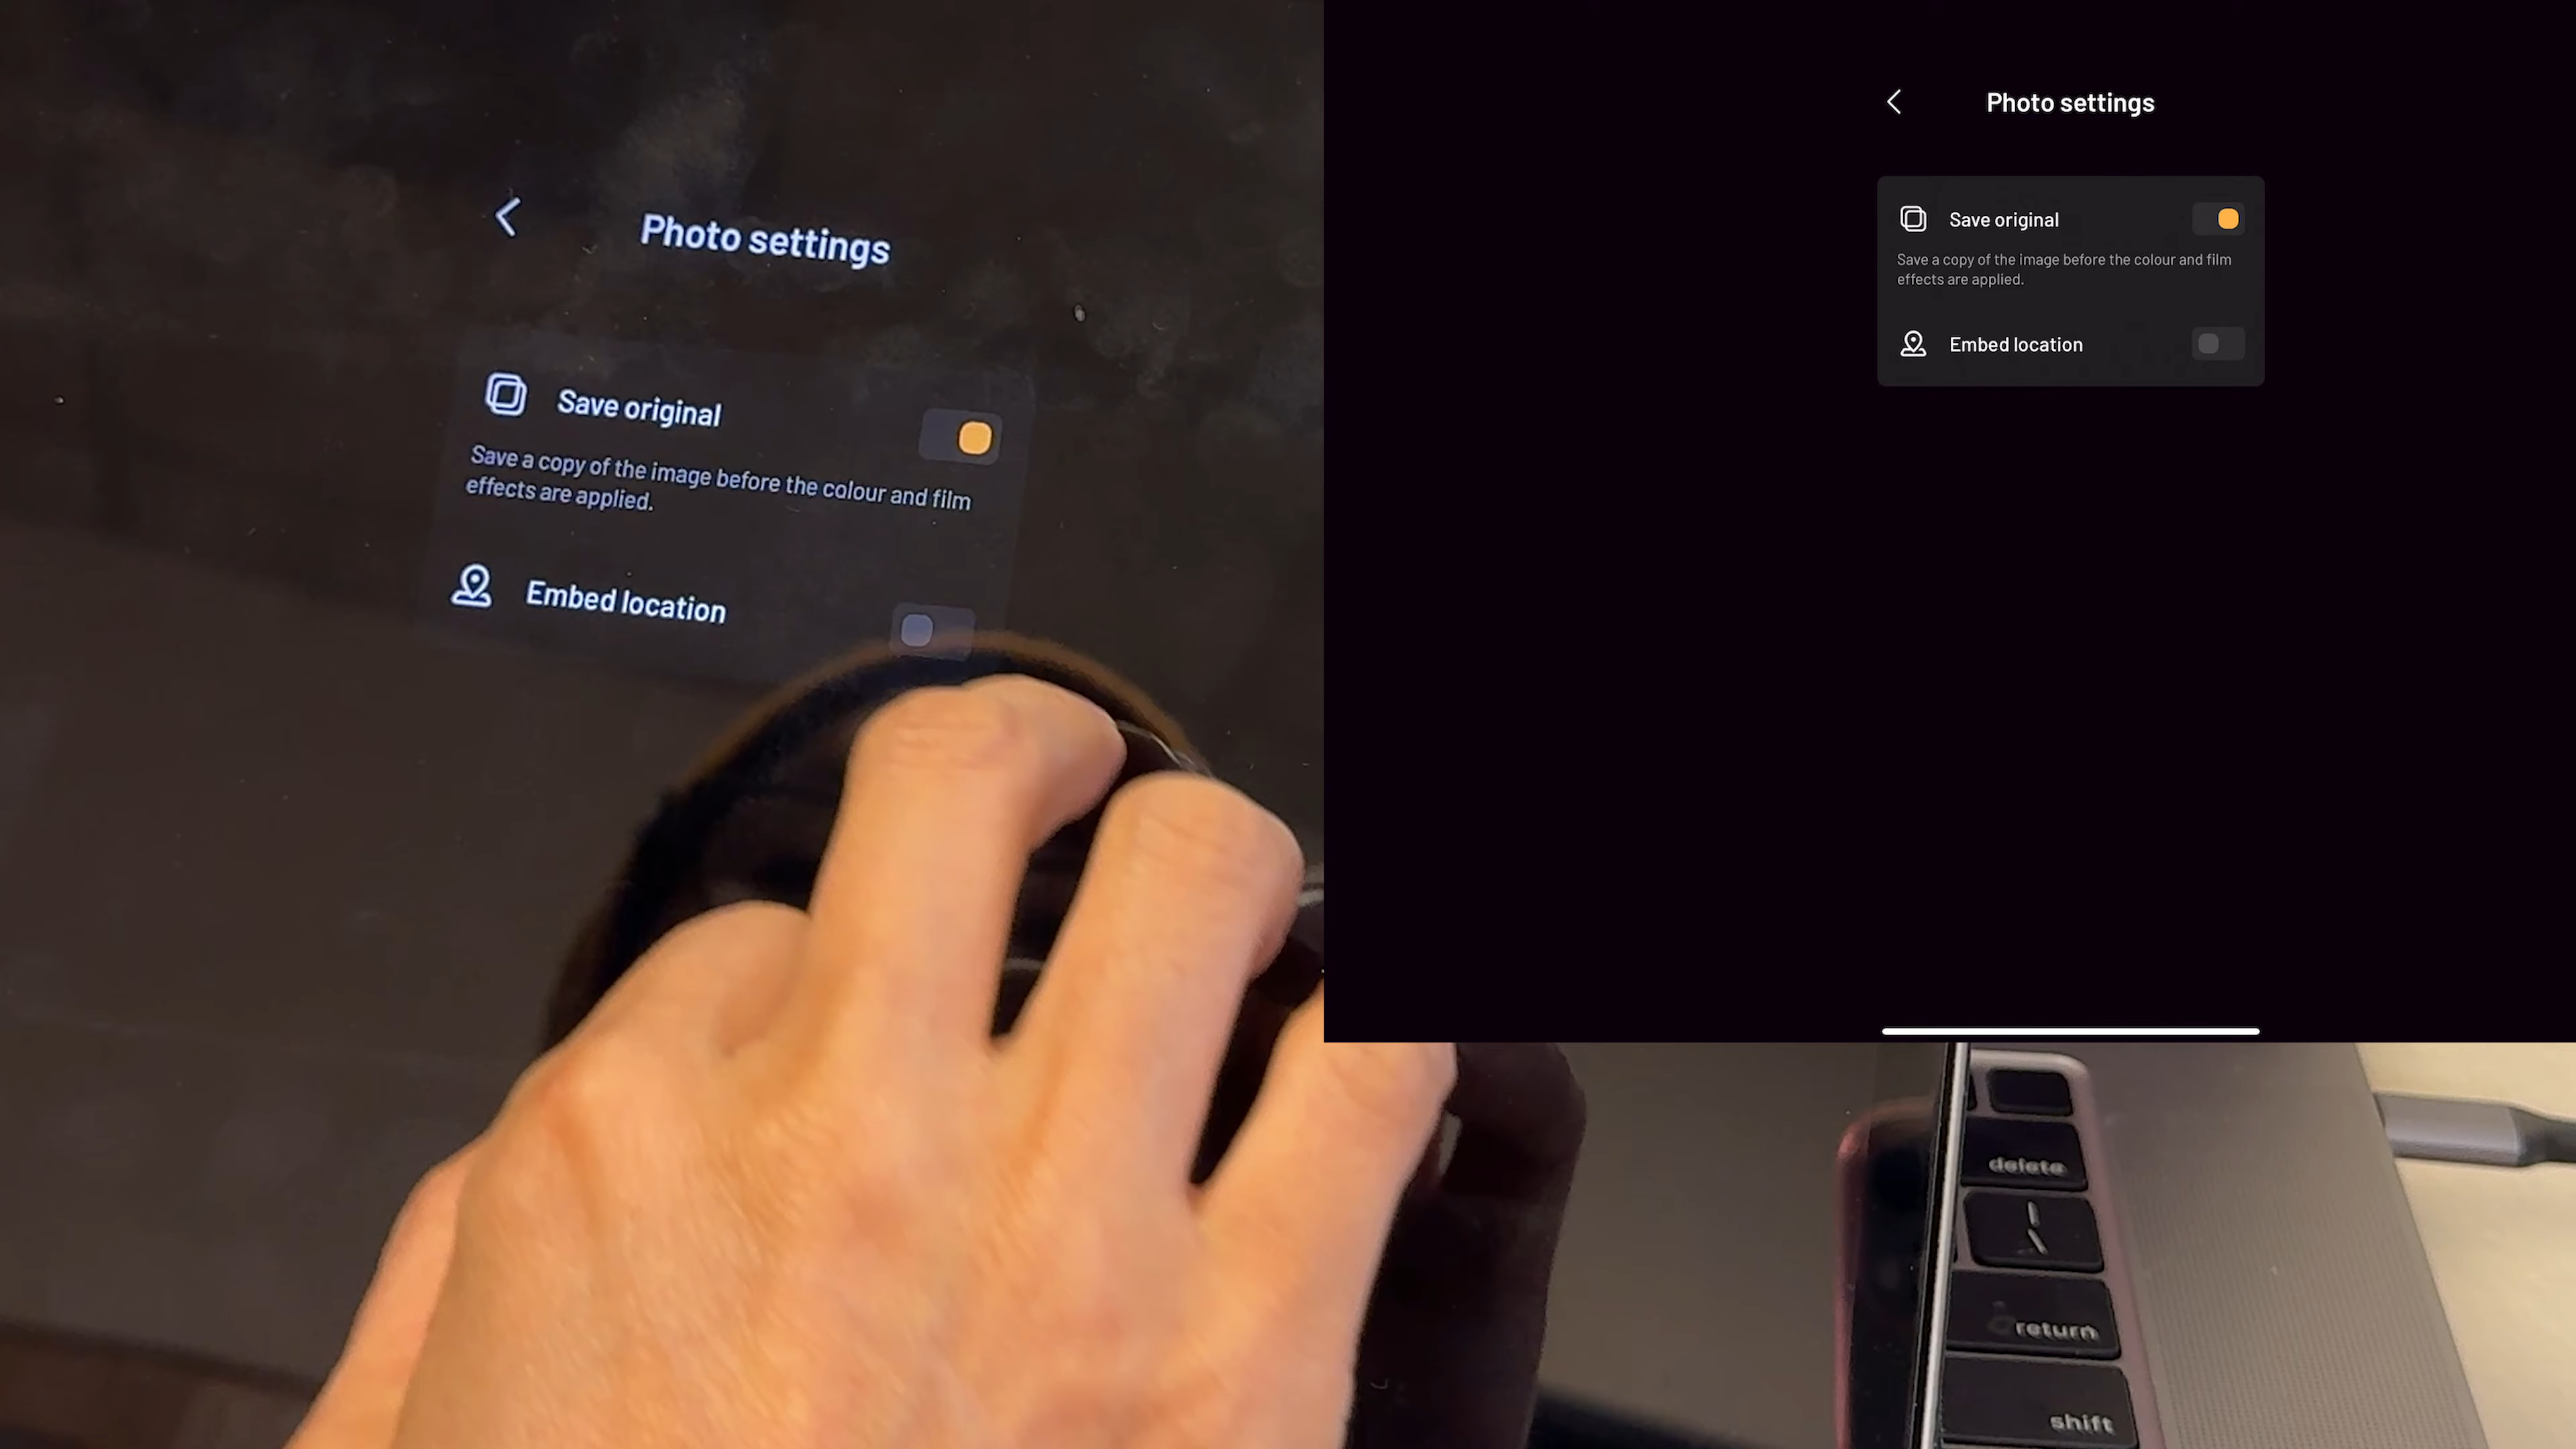 Photo settings
Save original
Save a copy of the image before the colour and film
effects are applied.
Embed location
Photo settings
Save original
Save a copy of the image before the colour and film
effects are applied.
Embed location
delete
return
shift